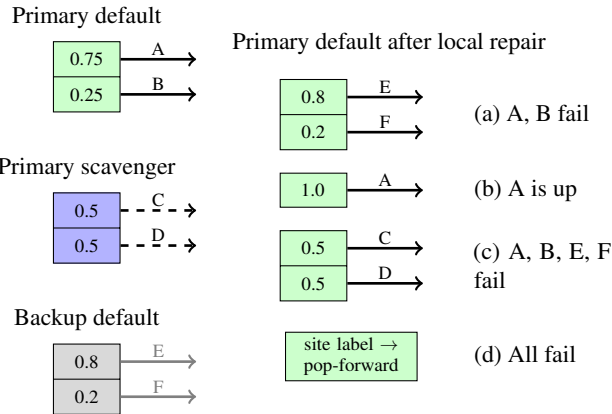 Primary default
0.75 A
0.25 B
Primary scavenger
0.5 C
0.5 D
Backup default
0.8 E
0.2 F
Primary default after local repair
0.8 E
0.2 F
(a) A, B fail
1.0 A
(b) A is up
0.5 C
0.5 D
(c) A, B, E, F
fail
site label →
pop-forward
(d) All fail